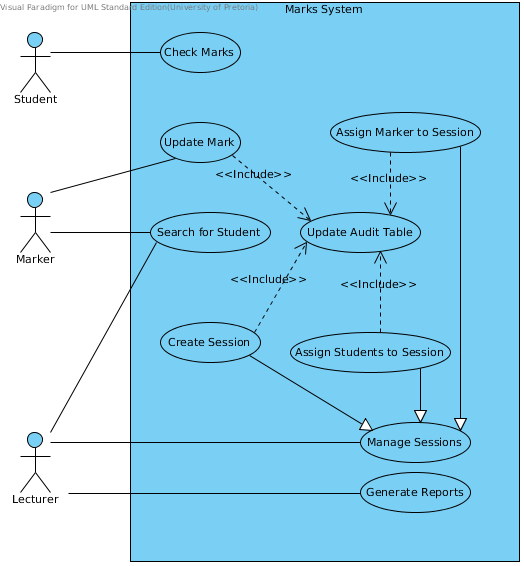 Visual Paradigm for UML Standard Edition(University of Pretoria)
Marks System
Check Marks
Student
Update Mark
Assign Marker to Session
<<Include>>
<<Include>>
Search for Student
Update Audit Table
Marker
<<Include>>
<<Include>>
Create Session
Assign Students to Session
Manage Sessions
Lecturer
Generate Reports